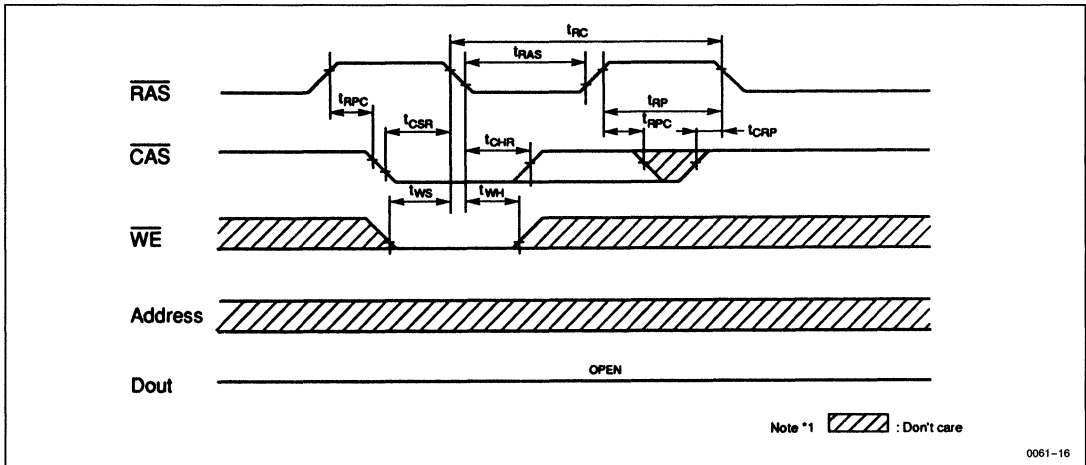 tRC
tRAS
RAS
tRPC
tRP
tCSR
tRPC
tCRP
tCHR
CAS
tWS
tWH
WE
Address
OPEN
Dout
Note *1 : Don't care
0061-16